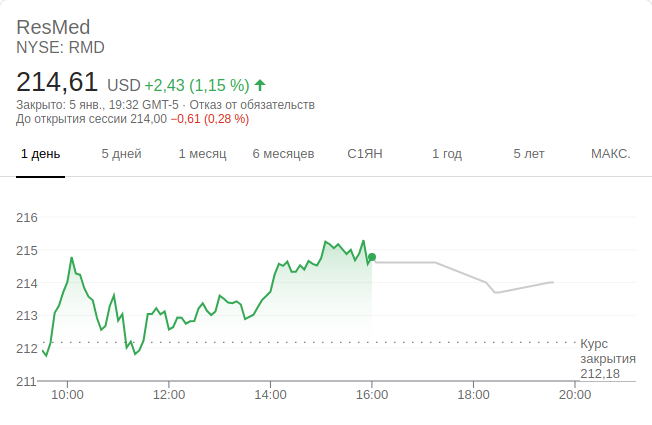 ResMed
NYSE: RMD
214,61 USD +2,43 (1,15 %)
Закрыто: 5 янв., 19:32 GMT-5 · Отказ от обязательств
До открытия сессии 214,00 −0,61 (0,28 %)
1 день 5 дней 1 месяц 6 месяцев С1ЯН 1 год 5 лет МАКС.
216
215
214
213
212
211
Курс
закрытия
212,18
10:00 12:00 14:00 16:00 18:00 20:00